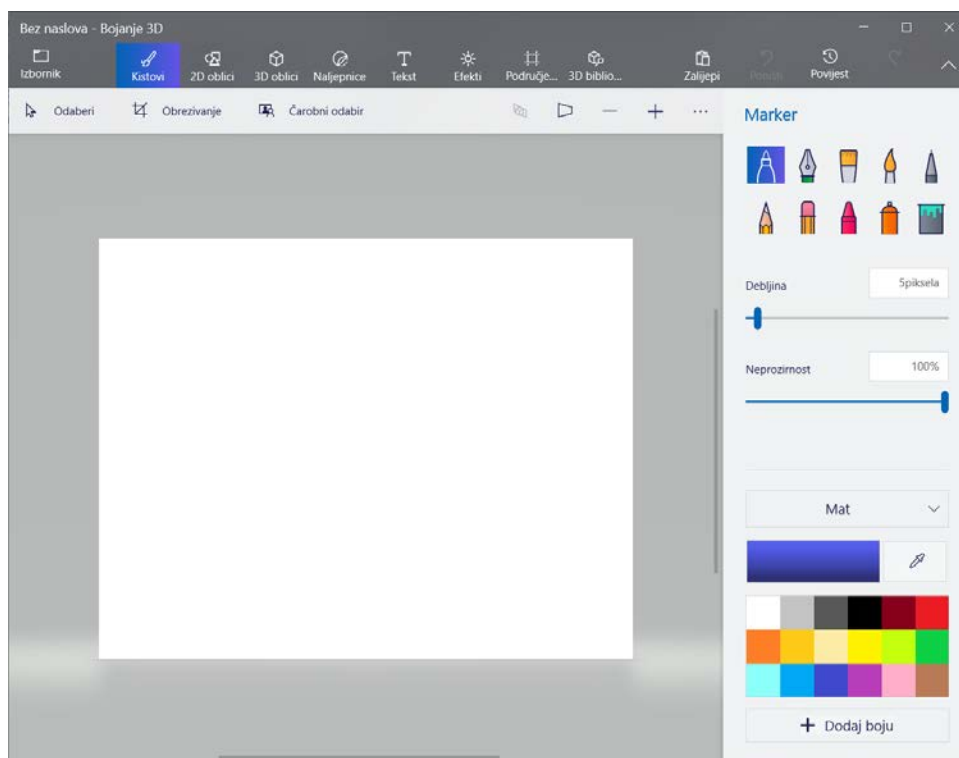 Bez naslova - Bojanje 3D
Izbornik Kistovi 2D oblici 3D oblici Naljepnice Tekst Efekti Područje... 3D biblio... Zalijepi Poništi Povijest
Odaberi Obrezivanje Čarobni odabir
Marker
Debljina 5piksela
Neprozirnost 100%
Mat
Dodaj boju